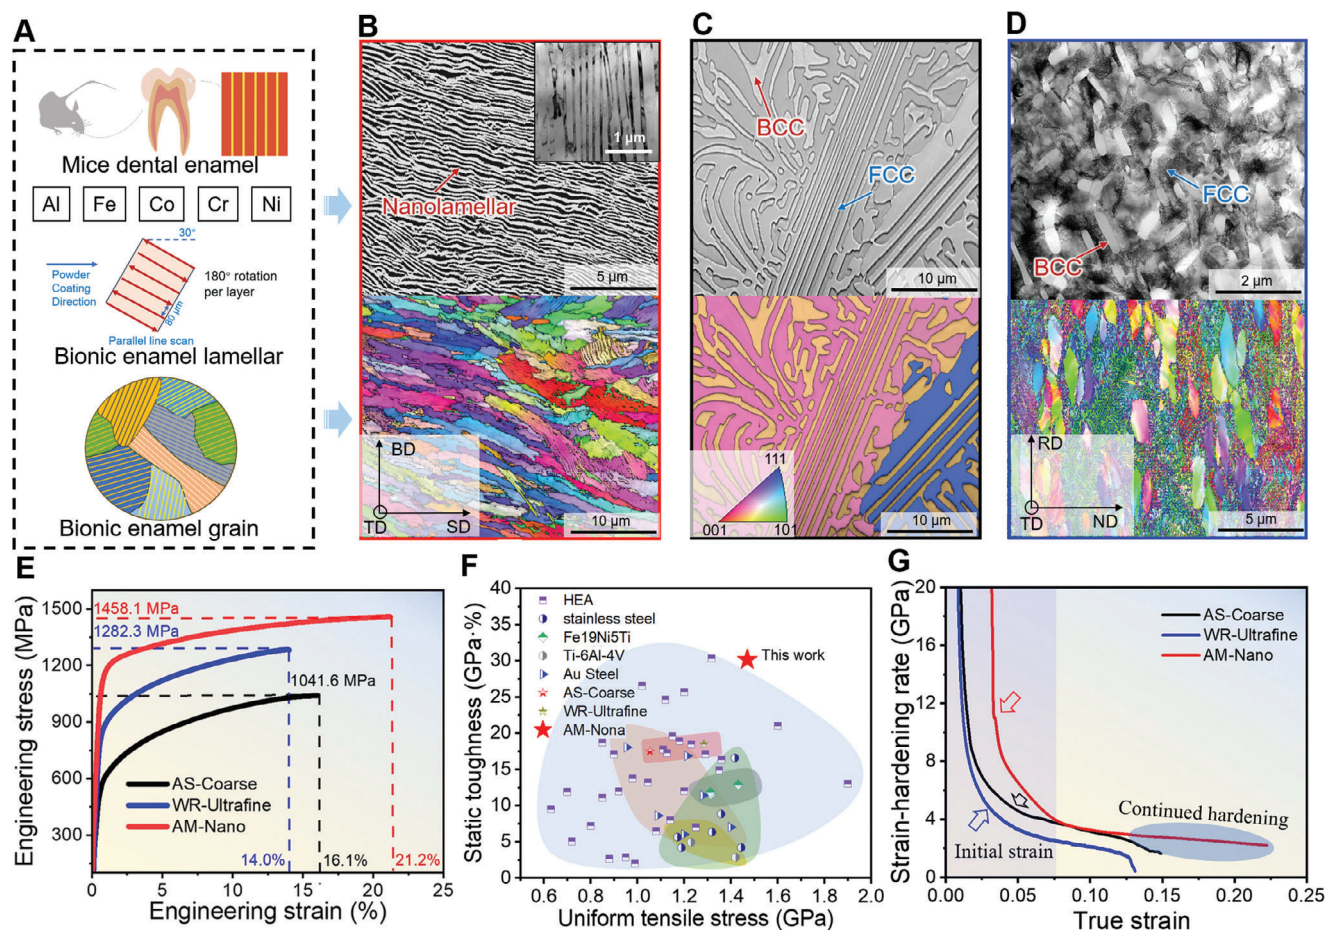 A
Mice dental enamel
Al
Fe
Co
Cr
Ni
30°
Powder
Coating
Direction
180° rotation
per layer
80 μm
Parallel line scan
Bionic enamel lamellar
Bionic enamel grain
B
1 μm
Nanolamellar
5 μm
BD
TD
SD
10 μm
C
BCC
FCC
10 μm
111
001
101
10 μm
D
FCC
BCC
2 μm
RD
TD
ND
5 μm
E
1500
1200
900
600
300
Engineering stress (MPa)
1458.1 MPa
1282.3 MPa
1041.6 MPa
AS-Coarse
WR-Ultrafine
AM-Nano
14.0%
16.1%
21.2%
0
5
10
15
20
25
Engineering strain (%)
F
40
35
30
25
20
15
10
5
0
Static toughness (GPa·%)
HEA
stainless steel
Fe19Ni5Ti
Ti-6Al-4V
Au Steel
AS-Coarse
WR-Ultrafine
AM-Nona
This work
0.6
0.8
1.0
1.2
1.4
1.6
1.8
2.0
Uniform tensile stress (GPa)
G
20
16
12
8
4
0
Strain-hardening rate (GPa)
AS-Coarse
WR-Ultrafine
AM-Nano
Continued hardening
Initial strain
0.00
0.05
0.10
0.15
0.20
0.25
True strain